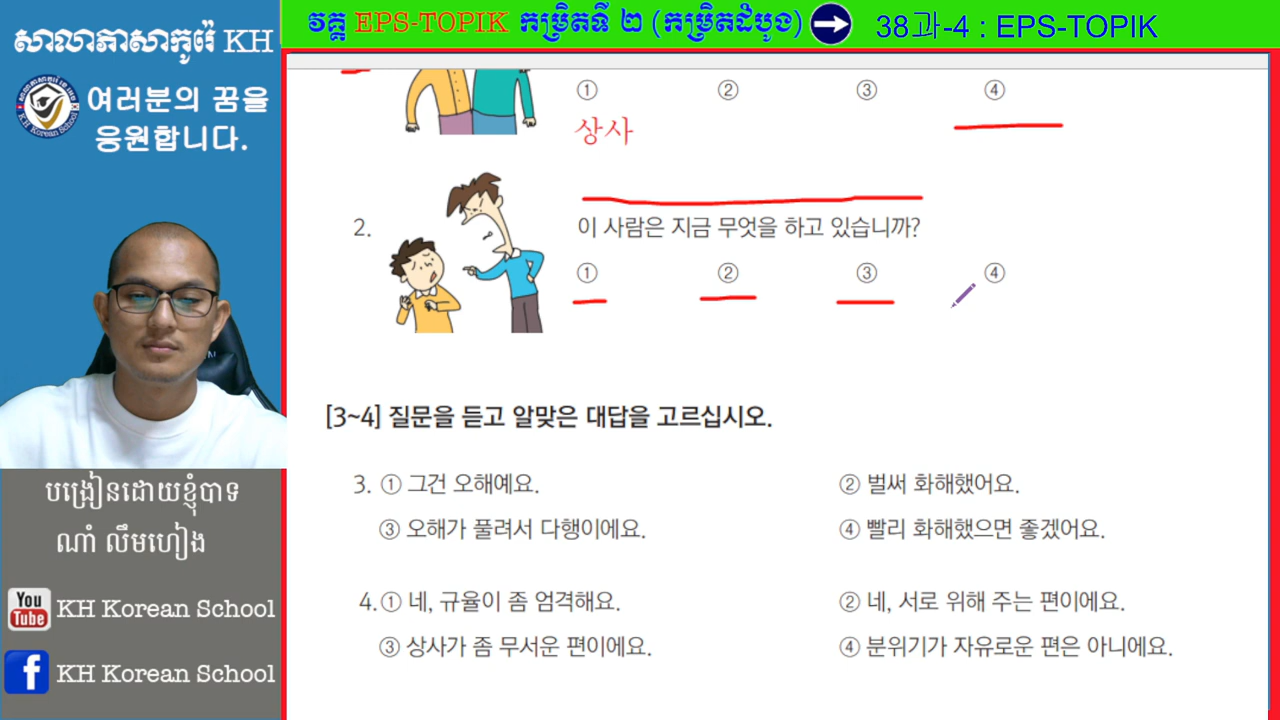 សាលាភាសាកូរ៉េ KH
វគ្គ EPS-TOPIK កម្រិតទី ២ (កម្រិតដំបូង)
38과-4 : EPS-TOPIK
여러분의 꿈을
응원합니다.
① ② ③ ④
상사
2. 이 사람은 지금 무엇을 하고 있습니까?
① ② ③ ④
[3~4] 질문을 듣고 알맞은 대답을 고르십시오.
3. ① 그건 오해예요. ② 벌써 화해했어요.
③ 오해가 풀려서 다행이에요. ④ 빨리 화해했으면 좋겠어요.
4. ① 네, 규율이 좀 엄격해요. ② 네, 서로 위해 주는 편이에요.
③ 상사가 좀 무서운 편이에요. ④ 분위기가 자유로운 편은 아니에요.
បង្រៀនដោយខ្ញុំបាទ
ណាំ លឹមហៀង
You Tube KH Korean School
f KH Korean School